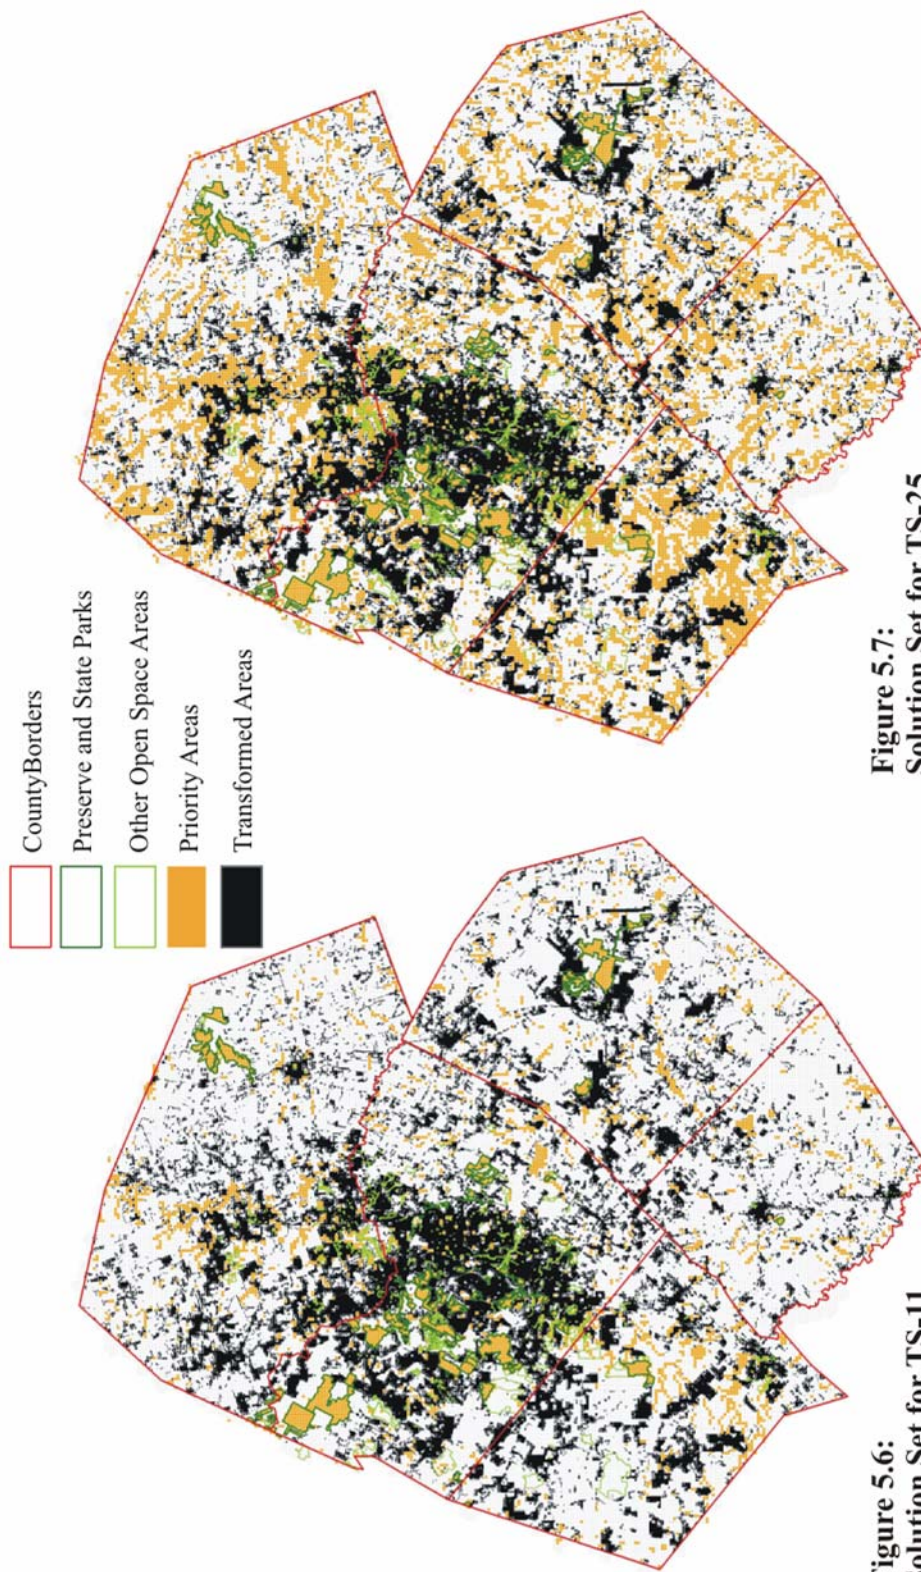 CountyBorders
Preserve and State Parks
Other Open Space Areas
Priority Areas
Transformed Areas
Figure 5.6:
Solution Set for TS-11
Figure 5.7:
Solution Set for TS-25